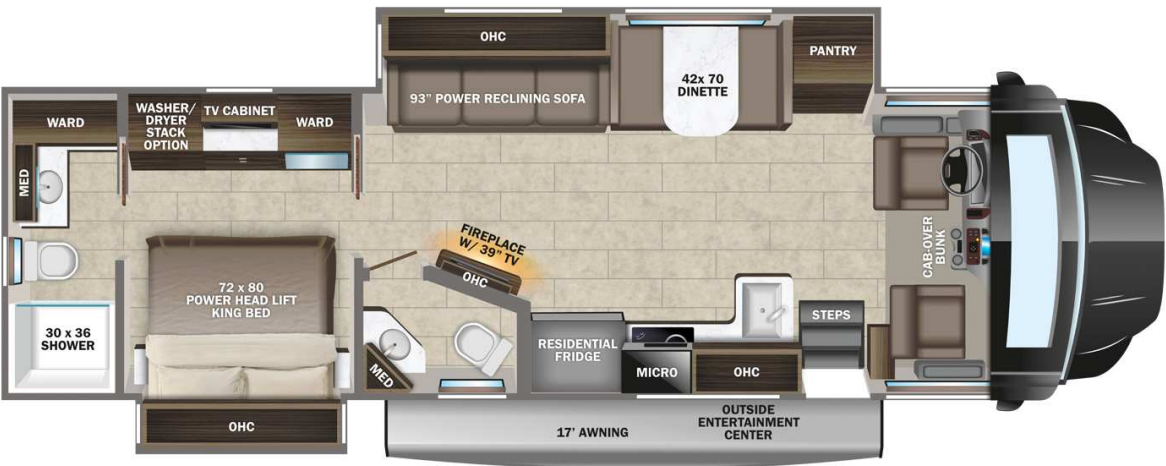 OHC
93" POWER RECLINING SOFA
42x 70
DINETTE
PANTRY
WARD
WASHER/
DRYER
STACK
OPTION
TV CABINET
WARD
MED
FIREPLACE
W/ 39" TV
OHC
CAB-OVER
BUNK
72 x 80
POWER HEAD LIFT
KING BED
30 x 36
SHOWER
MED
RESIDENTIAL
FRIDGE
MICRO
OHC
STEPS
OHC
17' AWNING
OUTSIDE
ENTERTAINMENT
CENTER